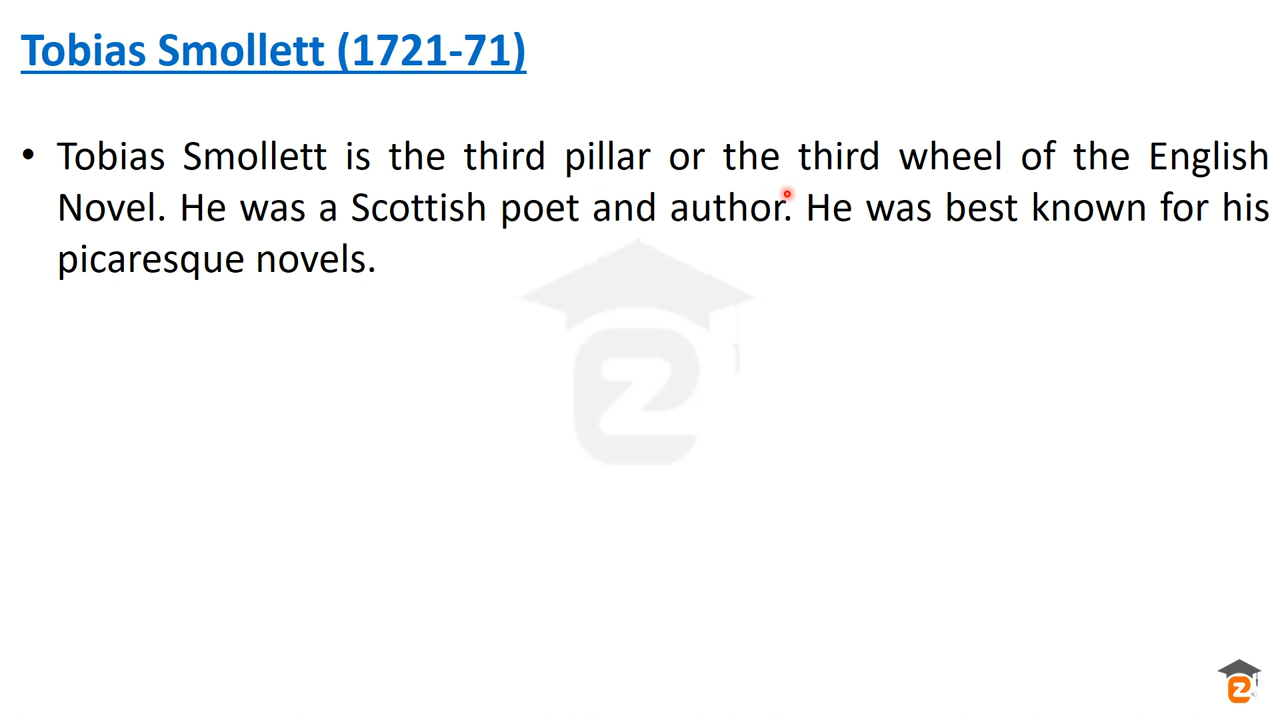 Tobias Smollett (1721-71)
• Tobias Smollett is the third pillar or the third wheel of the English
Novel. He was a Scottish poet and author. He was best known for his
picaresque novels.